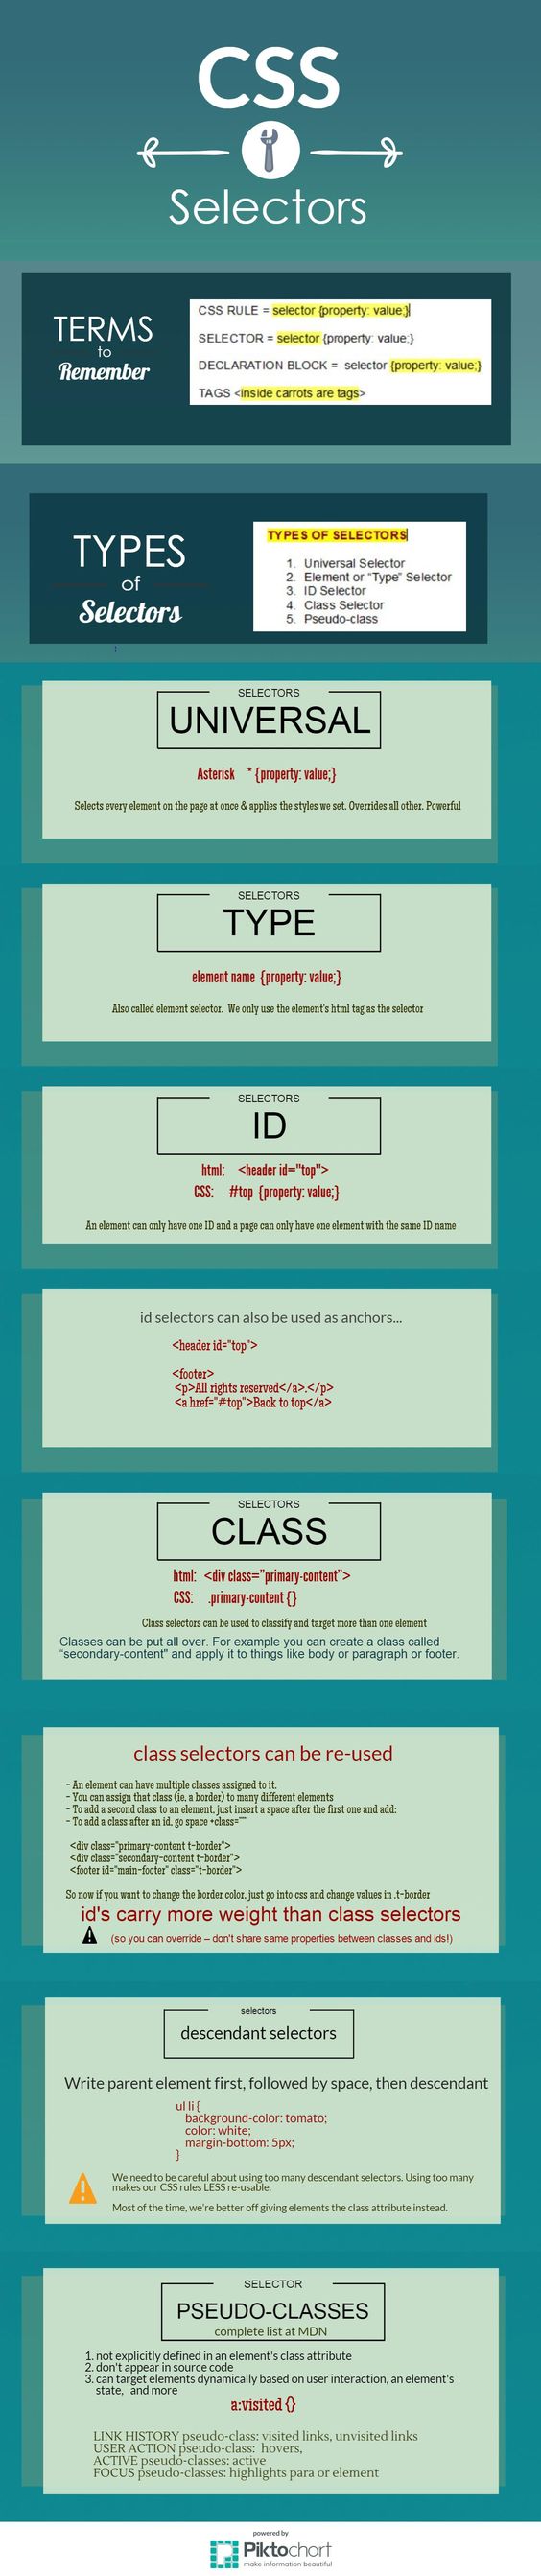 CSS
Selectors
TERMS
to
Remember
CSS RULE = selector {property: value;}
SELECTOR = selector {property: value;}
DECLARATION BLOCK = selector {property: value;}
TAGS <inside carrots are tags>
TYPES
of
Selectors
TYPES OF SELECTORS
1. Universal Selector
2. Element or "Type" Selector
3. ID Selector
4. Class Selector
5. Pseudo-class
SELECTORS
UNIVERSAL
Asterisk * {property: value;}
Selects every element on the page at once & applies the styles we set. Overrides all other. Powerful
SELECTORS
TYPE
element name {property: value;}
Also called element selector. We only use the element's html tag as the selector
SELECTORS
ID
html: <header id="top">
CSS: #top {property: value;}
An element can only have one ID and a page can only have one element with the same ID name
id selectors can also be used as anchors...
<header id="top">
<footer>
<p>All rights reserved</a>.</p>
<a href="#top">Back to top</a>
SELECTORS
CLASS
html: <div class="primary-content">
CSS: .primary-content {}
Class selectors can be used to classify and target more than one element
Classes can be put all over. For example you can create a class called
"secondary-content" and apply it to things like body or paragraph or footer.
class selectors can be re-used
- An element can have multiple classes assigned to it.
- You can assign that class (ie, a border) to many different elements
- To add a second class to an element, just insert a space after the first one and add:
- To add a class after an id, go space +class=""
<div class="primary-content t-border">
<div class="secondary-content t-border">
<footer id="main-footer" class="t-border">
So now if you want to change the border color, just go into css and change values in .t-border
id's carry more weight than class selectors
(so you can override – don't share same properties between classes and ids!)
selectors
descendant selectors
Write parent element first, followed by space, then descendant
ul li {
background-color: tomato;
color: white;
margin-bottom: 5px;
}
We need to be careful about using too many descendant selectors. Using too many
makes our CSS rules LESS re-usable.
Most of the time, we're better off giving elements the class attribute instead.
SELECTOR
PSEUDO-CLASSES
complete list at MDN
1. not explicitly defined in an element's class attribute
2. don't appear in source code
3. can target elements dynamically based on user interaction, an element's
state, and more
a:visited {}
LINK HISTORY pseudo-class: visited links, unvisited links
USER ACTION pseudo-class: hovers,
ACTIVE pseudo-classes: active
FOCUS pseudo-classes: highlights para or element
powered by
Piktochart
make information beautiful